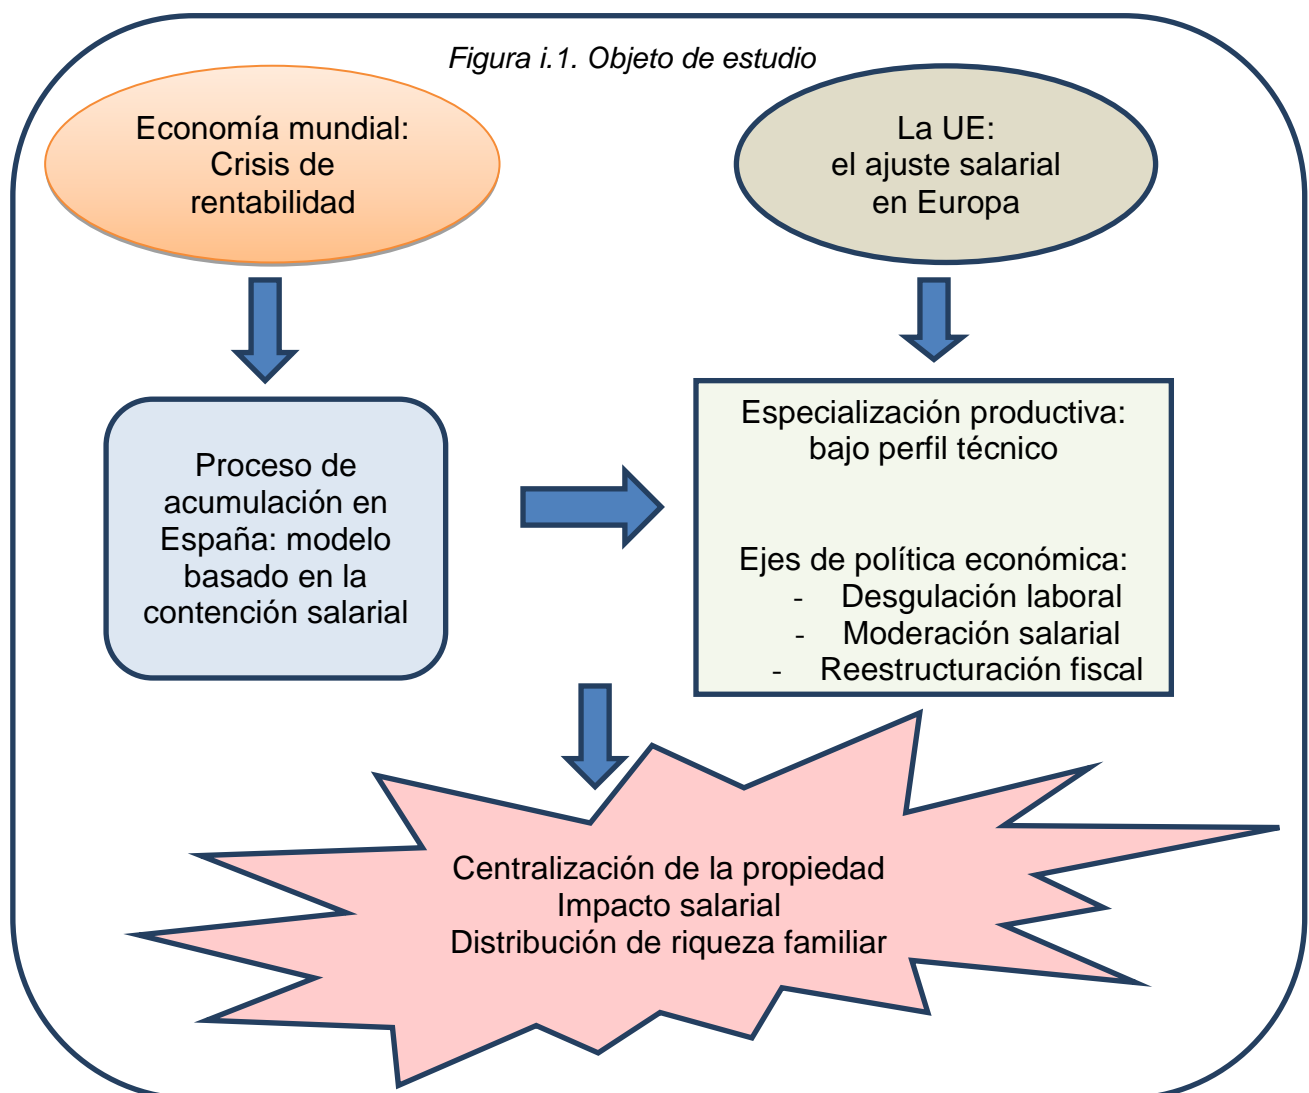 Figura i.1. Objeto de estudio
Economía mundial:
Crisis de
rentabilidad
La UE:
el ajuste salarial
en Europa
Proceso de
acumulación en
España: modelo
basado en la
contención salarial
Especialización productiva:
bajo perfil técnico
Ejes de política económica:
- Desgulación laboral
- Moderación salarial
- Reestructuración fiscal
Centralización de la propiedad
Impacto salarial
Distribución de riqueza familiar